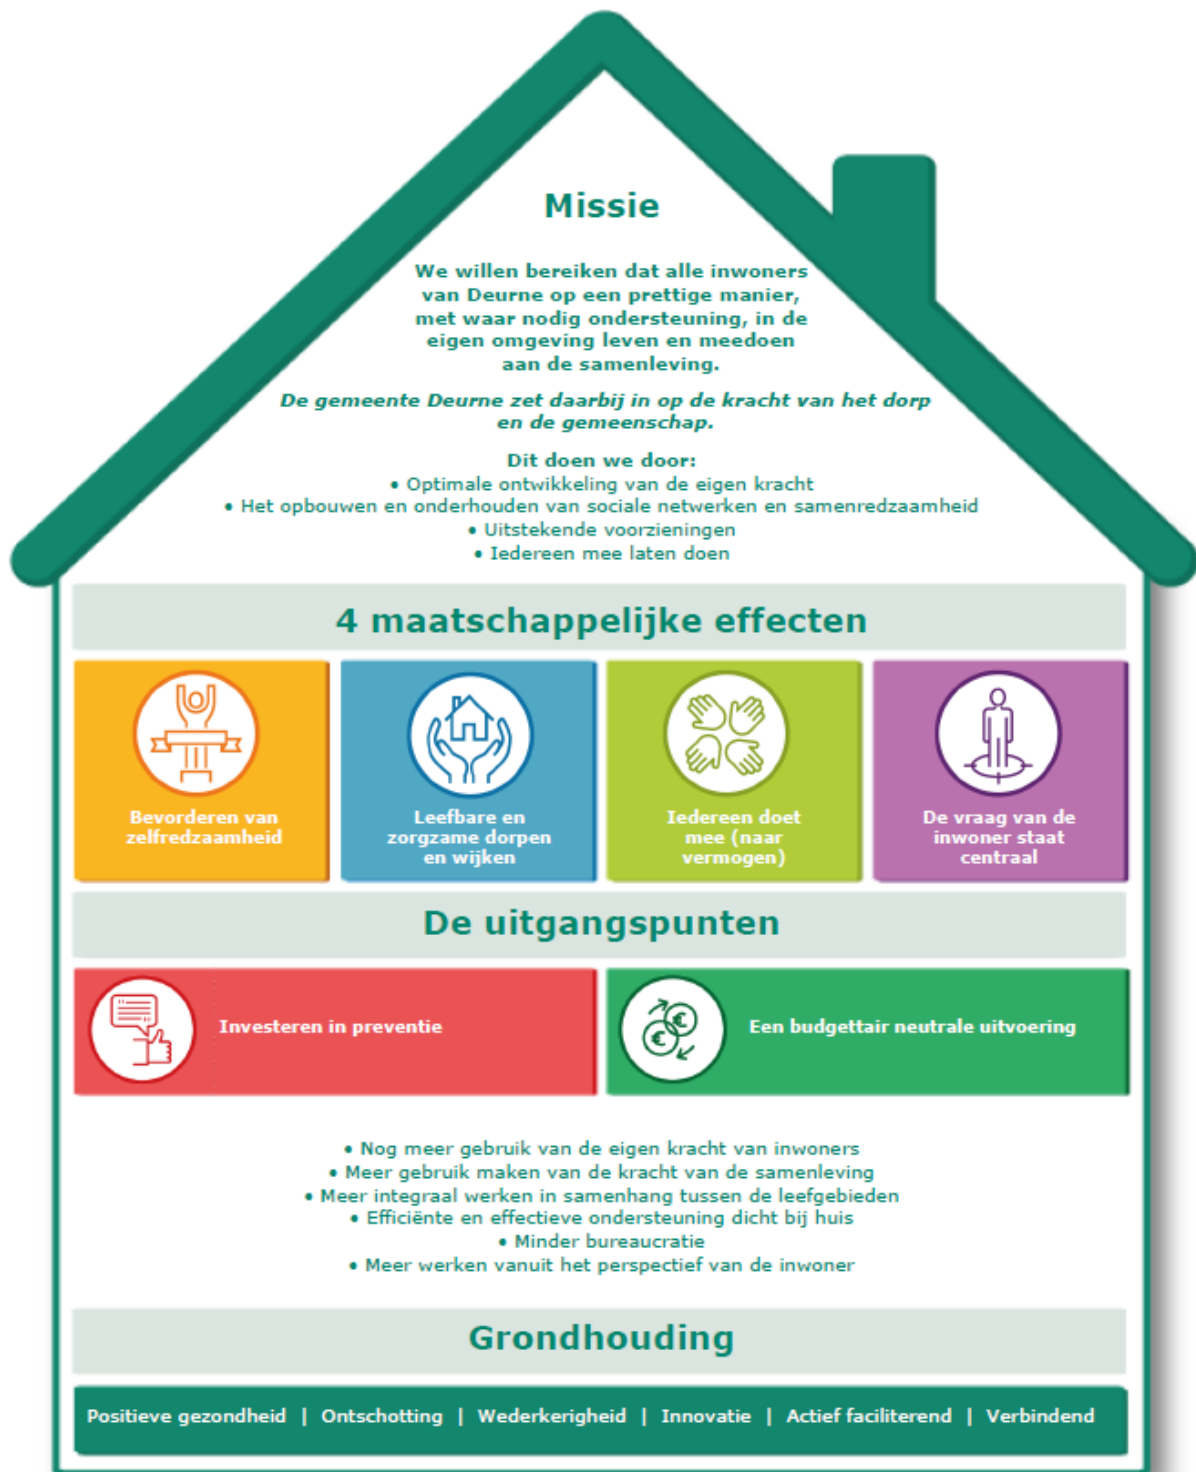 Missie
We willen bereiken dat alle inwoners
van Deurne op een prettige manier,
met waar nodig ondersteuning, in de
eigen omgeving leven en meedoen
aan de samenleving.
De gemeente Deurne zet daarbij in op de kracht van het dorp
en de gemeenschap.
Dit doen we door:
• Optimale ontwikkeling van de eigen kracht
• Het opbouwen en onderhouden van sociale netwerken en samenredzaamheid
• Uitstekende voorzieningen
• Iedereen mee laten doen
4 maatschappelijke effecten
Bevorderen van
zelfredzaamheid
Leefbare en
zorgzame dorpen
en wijken
Iedereen doet
mee (naar
vermogen)
De vraag van de
inwoner staat
centraal
De uitgangspunten
Investeren in preventie
€
€
Een budgettair neutrale uitvoering
• Nog meer gebruik van de eigen kracht van inwoners
• Meer gebruik maken van de kracht van de samenleving
• Meer integraal werken in samenhang tussen de leefgebieden
• Efficiënte en effectieve ondersteuning dicht bij huis
• Minder bureaucratie
• Meer werken vanuit het perspectief van de inwoner
Grondhouding
Positieve gezondheid | Ontschotting | Wederkerigheid | Innovatie | Actief faciliterend | Verbindend